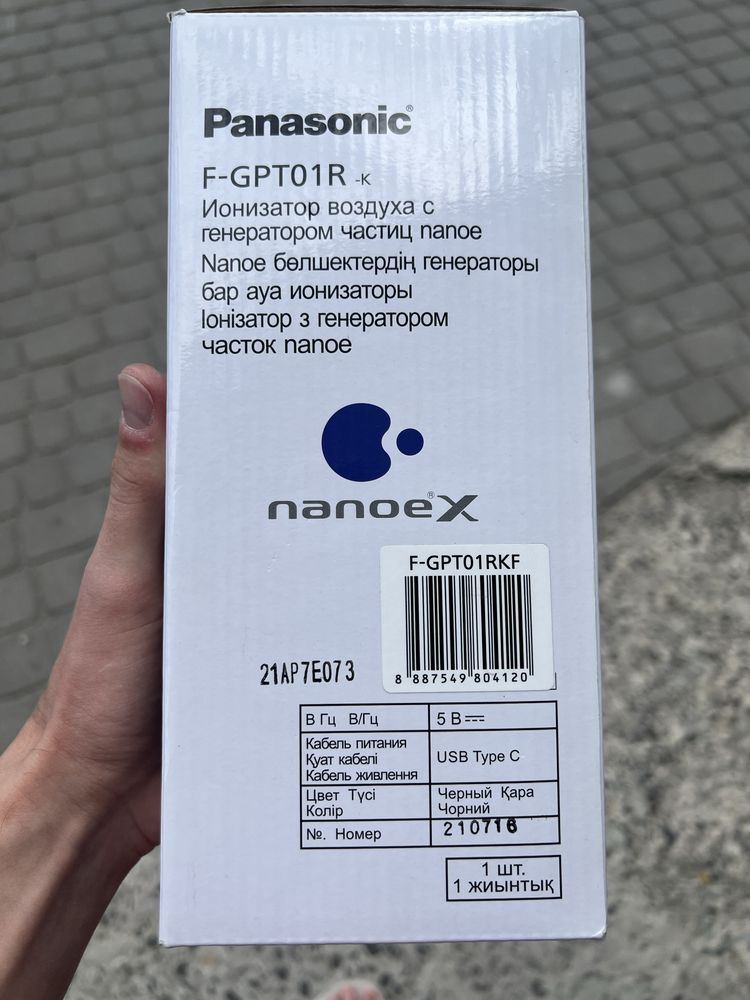 Panasonic®
F-GPT01R -K
Ионизатор воздуха с
генератором частиц nanoe
Nanoe бөлшектердің генераторы
бар ауа ионизаторы
Іонізатор з генератором
часток nanoe
nanoe®X
F-GPT01RKF
8 887549 804120
21AP7E073
В Гц В/Гц 5 В
Кабель питания
Қуат кабелі USB Type C
Кабель живлення
Цвет Түсі Черный Қара
Колір Чорний
№. Номер 210716
1 шт.
1 жиынтық